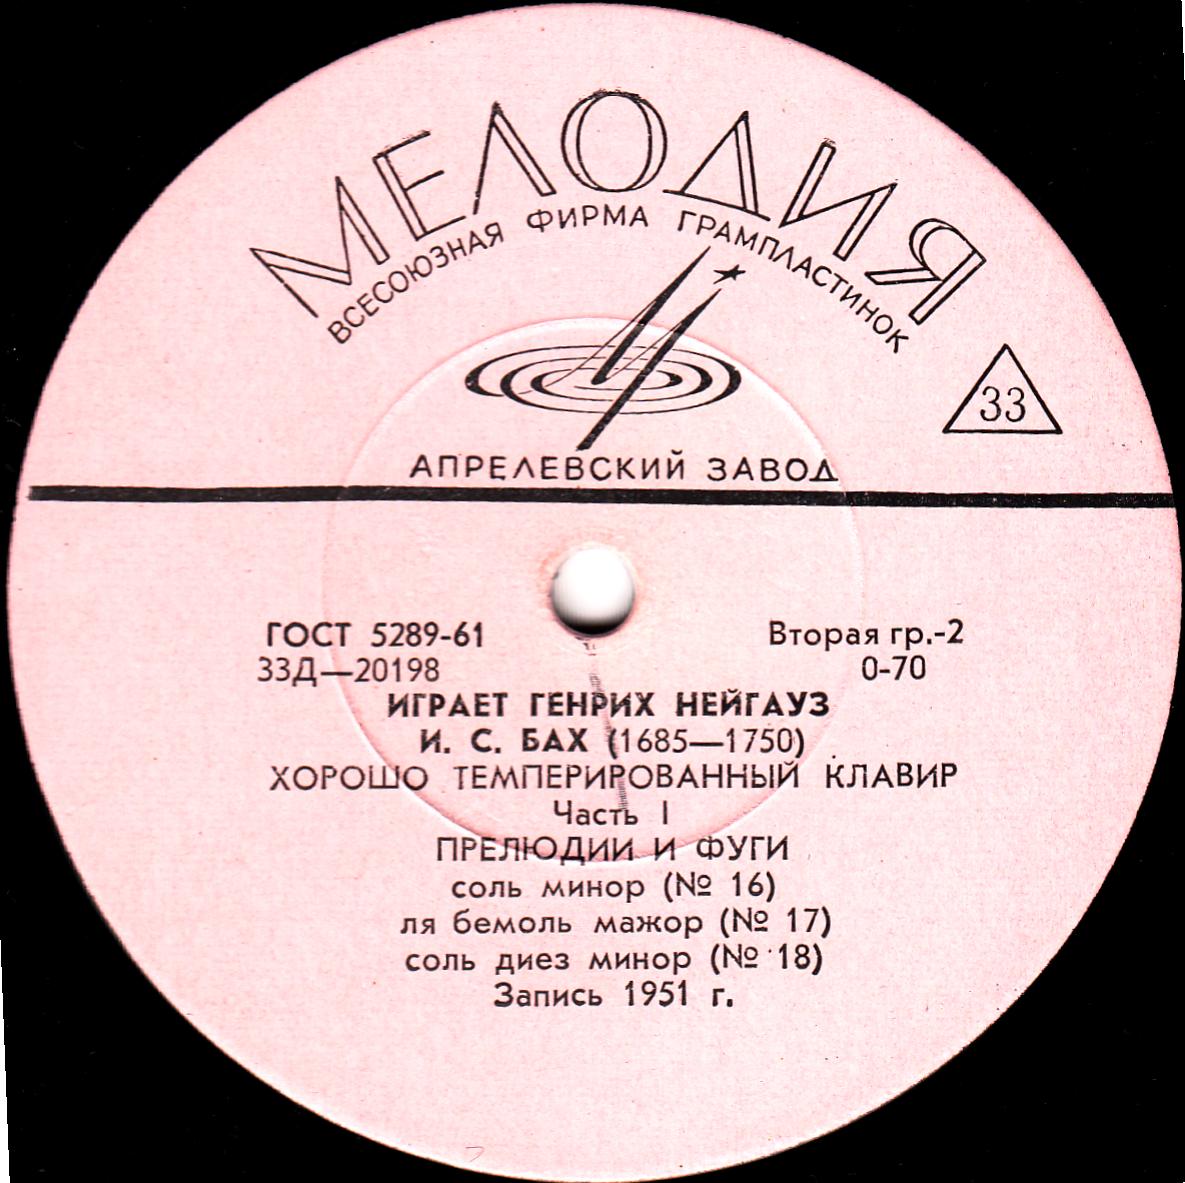 МЕЛОДИЯ
ВСЕСОЮЗНАЯ ФИРМА ГРАМПЛАСТИНОК
33
АПРЕЛЕВСКИЙ ЗАВОД
ГОСТ 5289-61 Вторая гр.-2
33Д—20198 0-70
ИГРАЕТ ГЕНРИХ НЕЙГАУЗ
И. С. БАХ (1685—1750)
ХОРОШО ТЕМПЕРИРОВАННЫЙ КЛАВИР
Часть I
ПРЕЛЮДИИ И ФУГИ
соль минор (№ 16)
ля бемоль мажор (№ 17)
соль диез минор (№ 18)
Запись 1951 г.